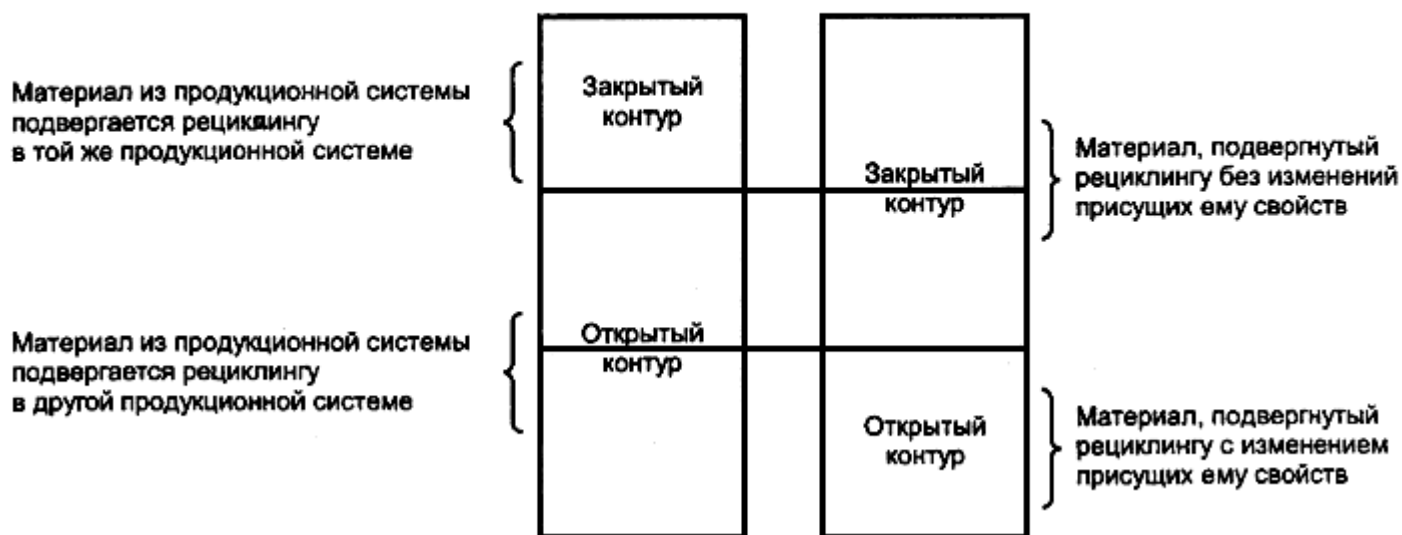 Материал из продукционной системы
подвергается рециклингу
в той же продукционной системе
Закрытый
контур
Закрытый
контур
Материал, подвергнутый
рециклингу без изменений
присущих ему свойств
Материал из продукционной системы
подвергается рециклингу
в другой продукционной системе
Открытый
контур
Открытый
контур
Материал, подвергнутый
рециклингу с изменением
присущих ему свойств